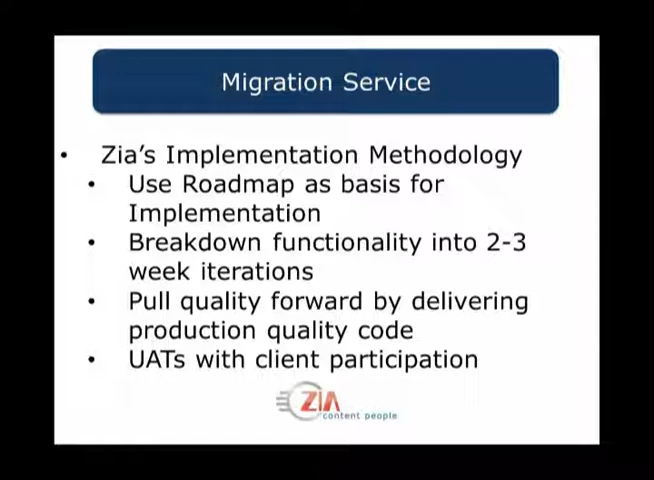 Migration Service
• Zia's Implementation Methodology
• Use Roadmap as basis for
Implementation
• Breakdown functionality into 2-3
week iterations
• Pull quality forward by delivering
production quality code
• UATs with client participation
ZIA
content people